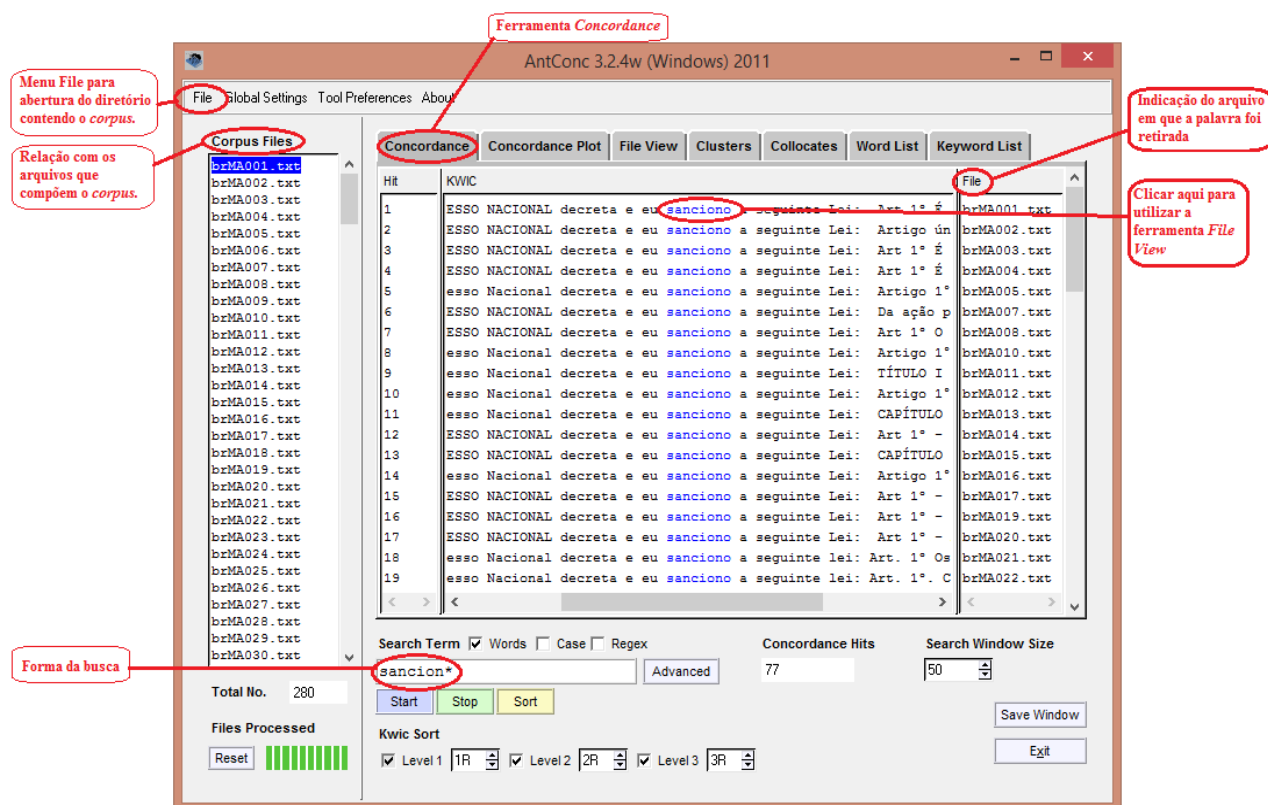 Ferramenta Concordance
AntConc 3.2.4w (Windows) 2011
Menu File para
abertura do diretório
contendo o corpus.
File Global Settings Tool Preferences About
Indicação do arquivo
em que a palavra foi
retirada
Corpus Files
Relação com os
arquivos que
compõem o corpus.
brMA001.txt
brMA002.txt
brMA003.txt
brMA004.txt
brMA005.txt
brMA006.txt
brMA007.txt
brMA008.txt
brMA009.txt
brMA010.txt
brMA011.txt
brMA012.txt
brMA013.txt
brMA014.txt
brMA015.txt
brMA016.txt
brMA017.txt
brMA018.txt
brMA019.txt
brMA020.txt
brMA021.txt
brMA022.txt
brMA023.txt
brMA024.txt
brMA025.txt
brMA026.txt
brMA027.txt
brMA028.txt
brMA029.txt
brMA030.txt
Concordance Concordance Plot File View Clusters Collocates Word List Keyword List
Hit KWIC File
1 ESSO NACIONAL decreta e eu sanciono a seguinte Lei: Art 1º É brMA001.txt
2 ESSO NACIONAL decreta e eu sanciono a seguinte Lei: Artigo ún brMA002.txt
3 ESSO NACIONAL decreta e eu sanciono a seguinte Lei: Art 1º É brMA003.txt
4 ESSO NACIONAL decreta e eu sanciono a seguinte Lei: Art 1º É brMA004.txt
5 esso Nacional decreta e eu sanciono a seguinte Lei: Artigo 1º brMA005.txt
6 ESSO NACIONAL decreta e eu sanciono a seguinte Lei: Da ação p brMA007.txt
7 ESSO NACIONAL decreta e eu sanciono a seguinte Lei: Art 1º O brMA008.txt
8 esso Nacional decreta e eu sanciono a seguinte Lei: Artigo 1º brMA010.txt
9 esso Nacional decreta e eu sanciono a seguinte Lei: TÍTULO I brMA011.txt
10 esso Nacional decreta e eu sanciono a seguinte Lei: Artigo 1º brMA012.txt
11 esso Nacional decreta e eu sanciono a seguinte Lei: CAPÍTULO brMA013.txt
12 ESSO NACIONAL decreta e eu sanciono a seguinte Lei: Art 1º - brMA014.txt
13 ESSO NACIONAL decreta e eu sanciono a seguinte Lei: CAPÍTULO brMA015.txt
14 esso Nacional decreta e eu sanciono a seguinte Lei: Artigo 1º brMA016.txt
15 ESSO NACIONAL decreta e eu sanciono a seguinte Lei: Art 1º - brMA017.txt
16 ESSO NACIONAL decreta e eu sanciono a seguinte Lei: Art 1º - brMA019.txt
17 ESSO NACIONAL decreta e eu sanciono a seguinte Lei: Art 1º - brMA020.txt
18 esso Nacional decreta e eu sanciono a seguinte lei: Art. 1º Os brMA021.txt
19 esso Nacional decreta e eu sanciono a seguinte lei: Art. 1º. C brMA022.txt
Clicar aqui para
utilizar a
ferramenta File
View
Search Term Words Case Regex Concordance Hits Search Window Size
Forma da busca
sancion* Advanced 77 50
Total No. 280
Start Stop Sort
Save Window
Files Processed
Kwic Sort
Reset
Level 1 1R Level 2 2R Level 3 3R
Exit